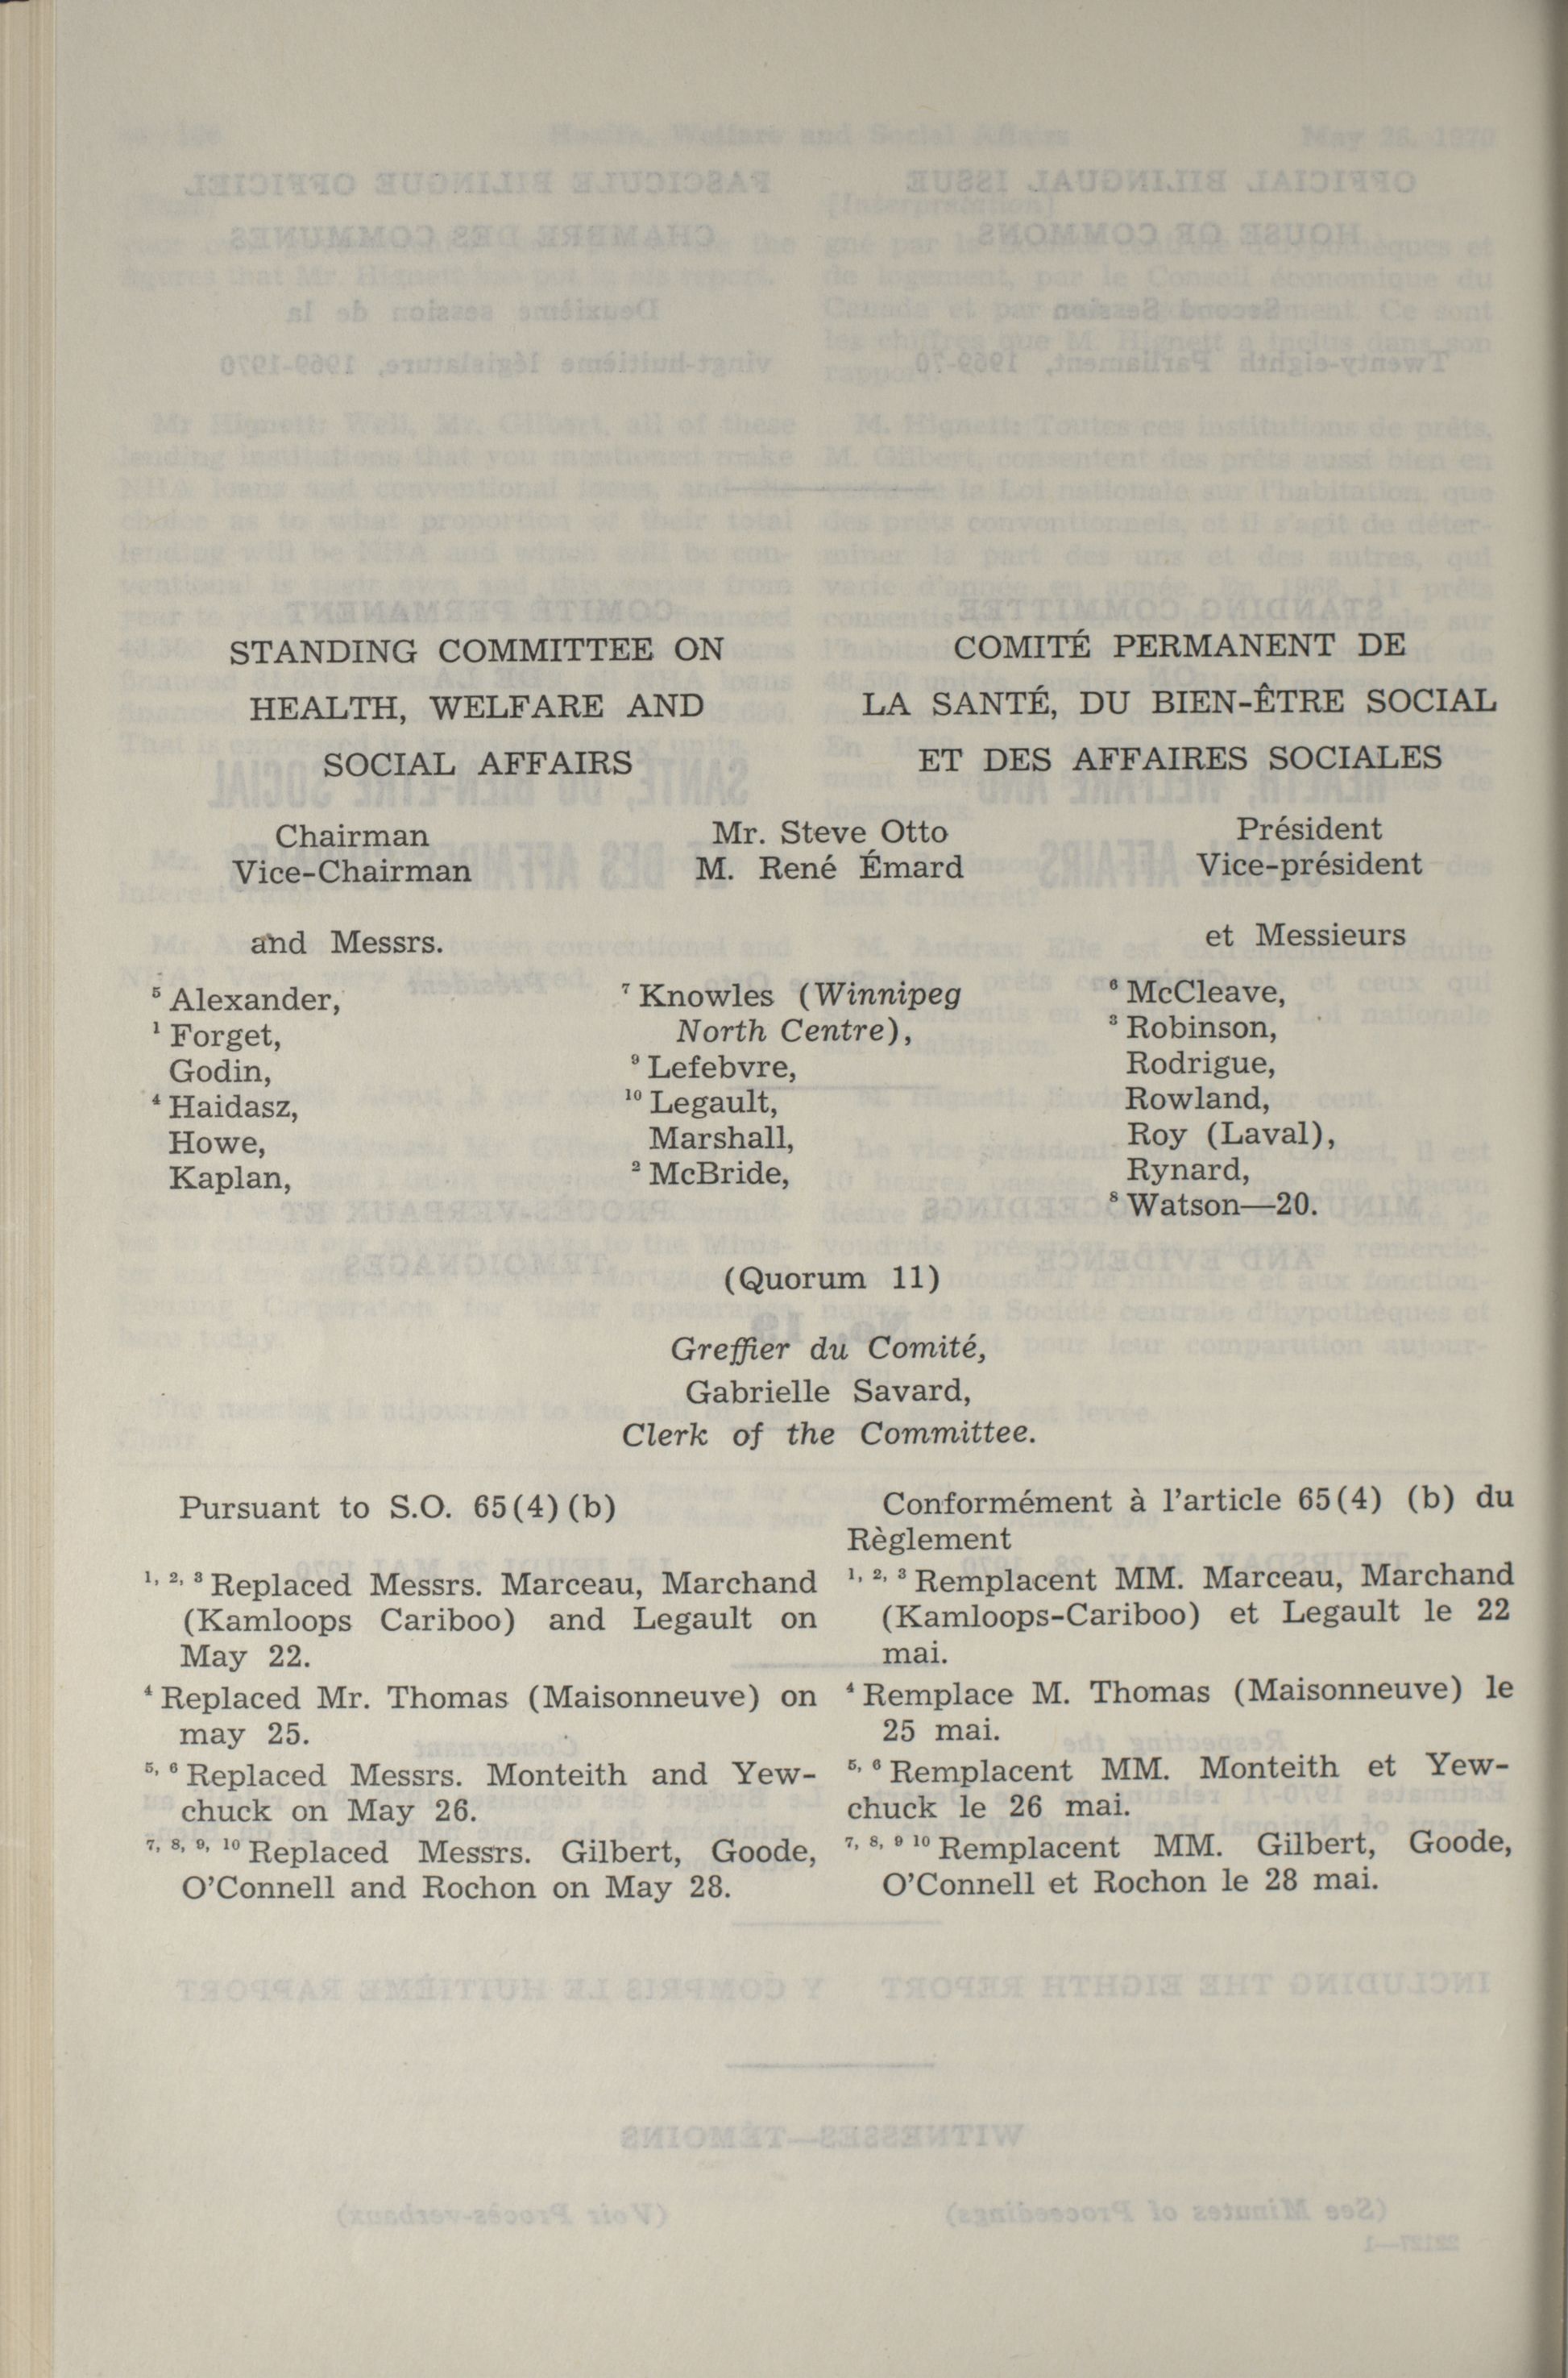 STANDING COMMITTEE ON
HEALTH, WELFARE AND
SOCIAL AFFAIRS
COMITÉ PERMANENT DE
LA SANTÉ, DU BIEN-ÊTRE SOCIAL
ET DES AFFAIRES SOCIALES
Chairman Mr. Steve Otto Président
Vice-Chairman M. René Émard Vice-président
and Messrs. et Messieurs
⁵ Alexander,
¹ Forget,
Godin,
⁴ Haidasz,
Howe,
Kaplan,
⁷ Knowles (Winnipeg
North Centre),
⁹ Lefebvre,
¹⁰ Legault,
Marshall,
² McBride,
⁶ McCleave,
³ Robinson,
Rodrigue,
Rowland,
Roy (Laval),
Rynard,
⁸ Watson—20.
(Quorum 11)
Greffier du Comité,
Gabrielle Savard,
Clerk of the Committee.
Pursuant to S.O. 65(4)(b)
¹, ², ³ Replaced Messrs. Marceau, Marchand
(Kamloops Cariboo) and Legault on
May 22.
⁴ Replaced Mr. Thomas (Maisonneuve) on
may 25.
⁵, ⁶ Replaced Messrs. Monteith and Yew-
chuck on May 26.
⁷, ⁸, ⁹, ¹⁰ Replaced Messrs. Gilbert, Goode,
O'Connell and Rochon on May 28.
Conformément à l'article 65(4) (b) du
Règlement
¹, ², ³ Remplacent MM. Marceau, Marchand
(Kamloops-Cariboo) et Legault le 22
mai.
⁴ Remplace M. Thomas (Maisonneuve) le
25 mai.
⁵, ⁶ Remplacent MM. Monteith et Yew-
chuck le 26 mai.
⁷, ⁸, ⁹ ¹⁰ Remplacent MM. Gilbert, Goode,
O'Connell et Rochon le 28 mai.